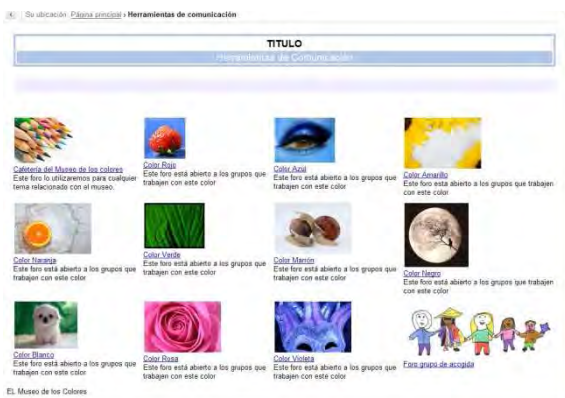 Su ubicación: Página principal › Herramientas de comunicación
TITULO
Herramientas de Comunicación
Cafetería del Museo de los colores
Este foro lo utilizaremos para cualquier
tema relacionado con el museo.
Color Rojo
Este foro está abierto a los grupos que
trabajen con este color
Color Azul
Este foro está abierto a los grupos que
trabajen con este color
Color Amarillo
Este foro está abierto a los grupos que trabajen
con este color
Color Naranja
Este foro está abierto a los grupos que
trabajen con este color
Color Verde
Este foro está abierto a los grupos que
trabajen con este color
Color Marrón
Este foro está abierto a los grupos que
trabajen con este color
Color Negro
Este foro está abierto a los grupos que trabajen
con este color
Color Blanco
Este foro está abierto a los grupos que
trabajen con este color
Color Rosa
Este foro está abierto a los grupos que
trabajen con este color
Color Violeta
Este foro está abierto a los grupos que
trabajen con este color
Foro grupo de acogida
EL Museo de los Colores